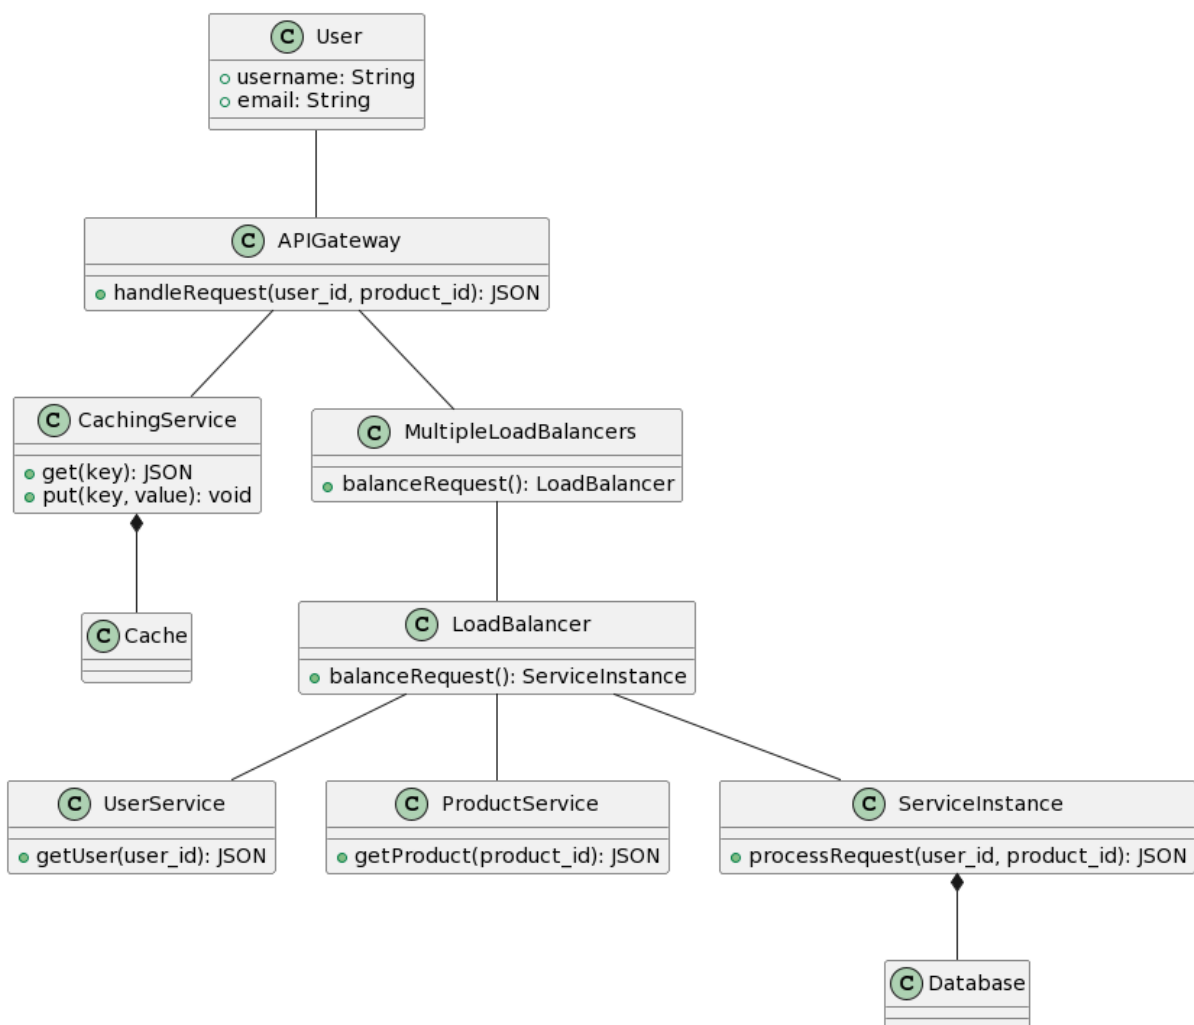 C User
username: String
email: String
C APIGateway
handleRequest(user_id, product_id): JSON
C CachingService
get(key): JSON
put(key, value): void
C MultipleLoadBalancers
balanceRequest(): LoadBalancer
C Cache
C LoadBalancer
balanceRequest(): ServiceInstance
C UserService
getUser(user_id): JSON
C ProductService
getProduct(product_id): JSON
C ServiceInstance
processRequest(user_id, product_id): JSON
C Database